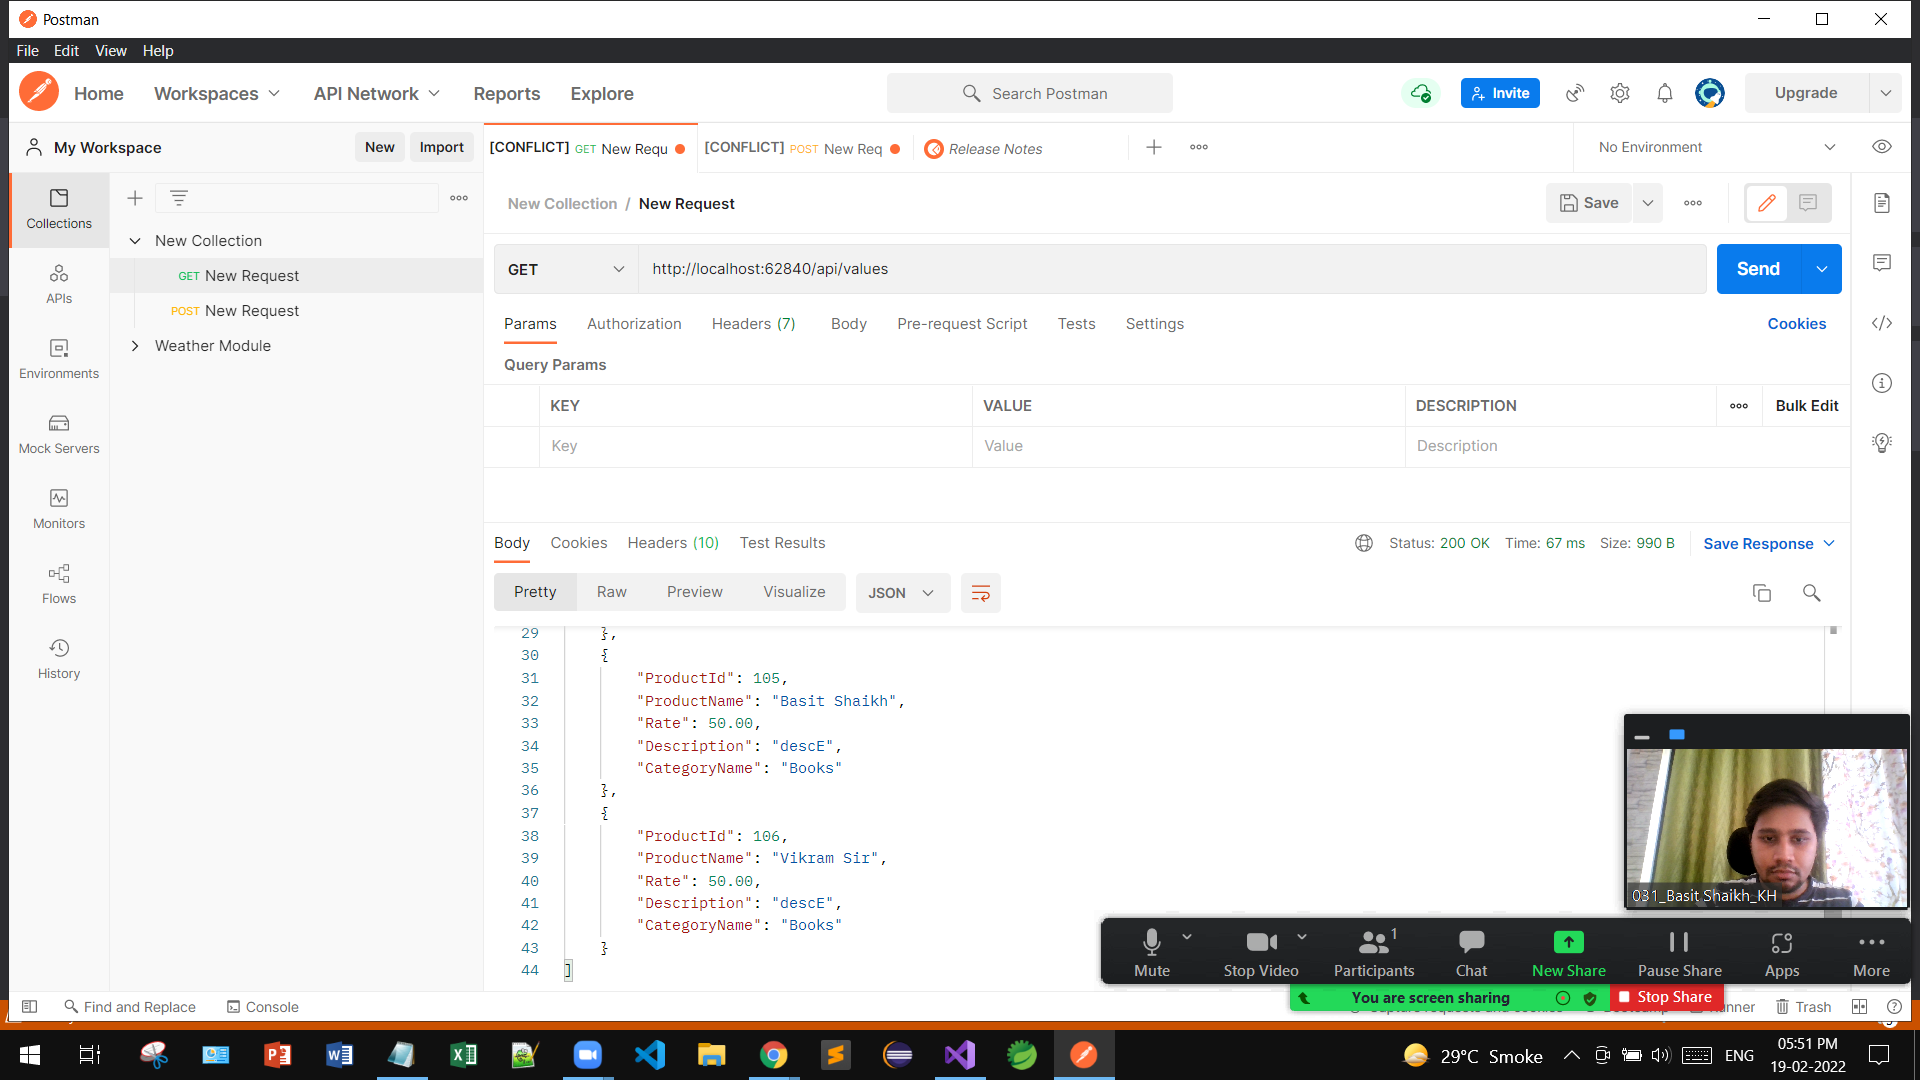 Postman
File Edit View Help
Home Workspaces API Network Reports Explore Search Postman Invite Upgrade
My Workspace New Import [CONFLICT] GET New Requ [CONFLICT] POST New Req Release Notes No Environment
Collections
New Collection / New Request Save
New Collection
GET New Request
GET http://localhost:62840/api/values Send
APIs
POST New Request
Params Authorization Headers (7) Body Pre-request Script Tests Settings Cookies
Weather Module
Environments
Query Params
KEY VALUE DESCRIPTION Bulk Edit
Key Value Description
Mock Servers
Monitors
Body Cookies Headers (10) Test Results Status: 200 OK Time: 67 ms Size: 990 B Save Response
Flows
Pretty Raw Preview Visualize JSON
History
29 },
30 {
31 "ProductId": 105,
32 "ProductName": "Basit Shaikh",
33 "Rate": 50.00,
34 "Description": "descE",
35 "CategoryName": "Books"
36 },
37 {
38 "ProductId": 106,
39 "ProductName": "Vikram Sir",
40 "Rate": 50.00,
41 "Description": "descE",
42 "CategoryName": "Books"
43 }
44 ]
031_Basit Shaikh_KH
1
Mute Stop Video Participants Chat New Share Pause Share Apps More
You are screen sharing Stop Share
Find and Replace Console Trash
29°C Smoke ENG 05:51 PM
19-02-2022